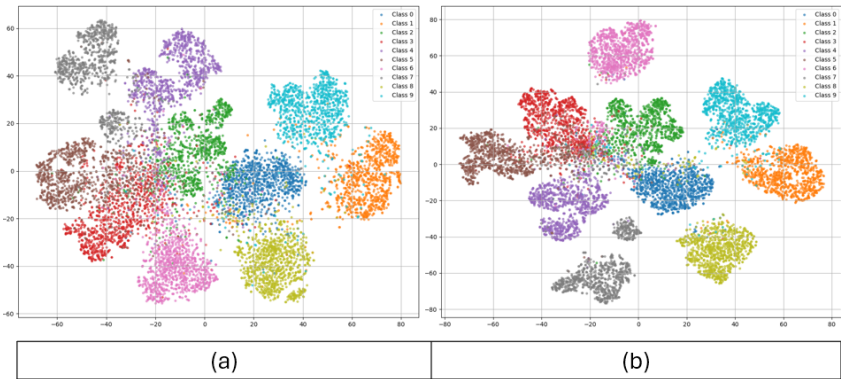 60
40
20
0
−20
−40
−60
−60
−40
−20
0
20
40
60
80
Class 0
Class 1
Class 2
Class 3
Class 4
Class 5
Class 6
Class 7
Class 8
Class 9
80
60
40
20
0
−20
−40
−60
−80
−80
−60
−40
−20
0
20
40
60
80
Class 0
Class 1
Class 2
Class 3
Class 4
Class 5
Class 6
Class 7
Class 8
Class 9
(a)
(b)